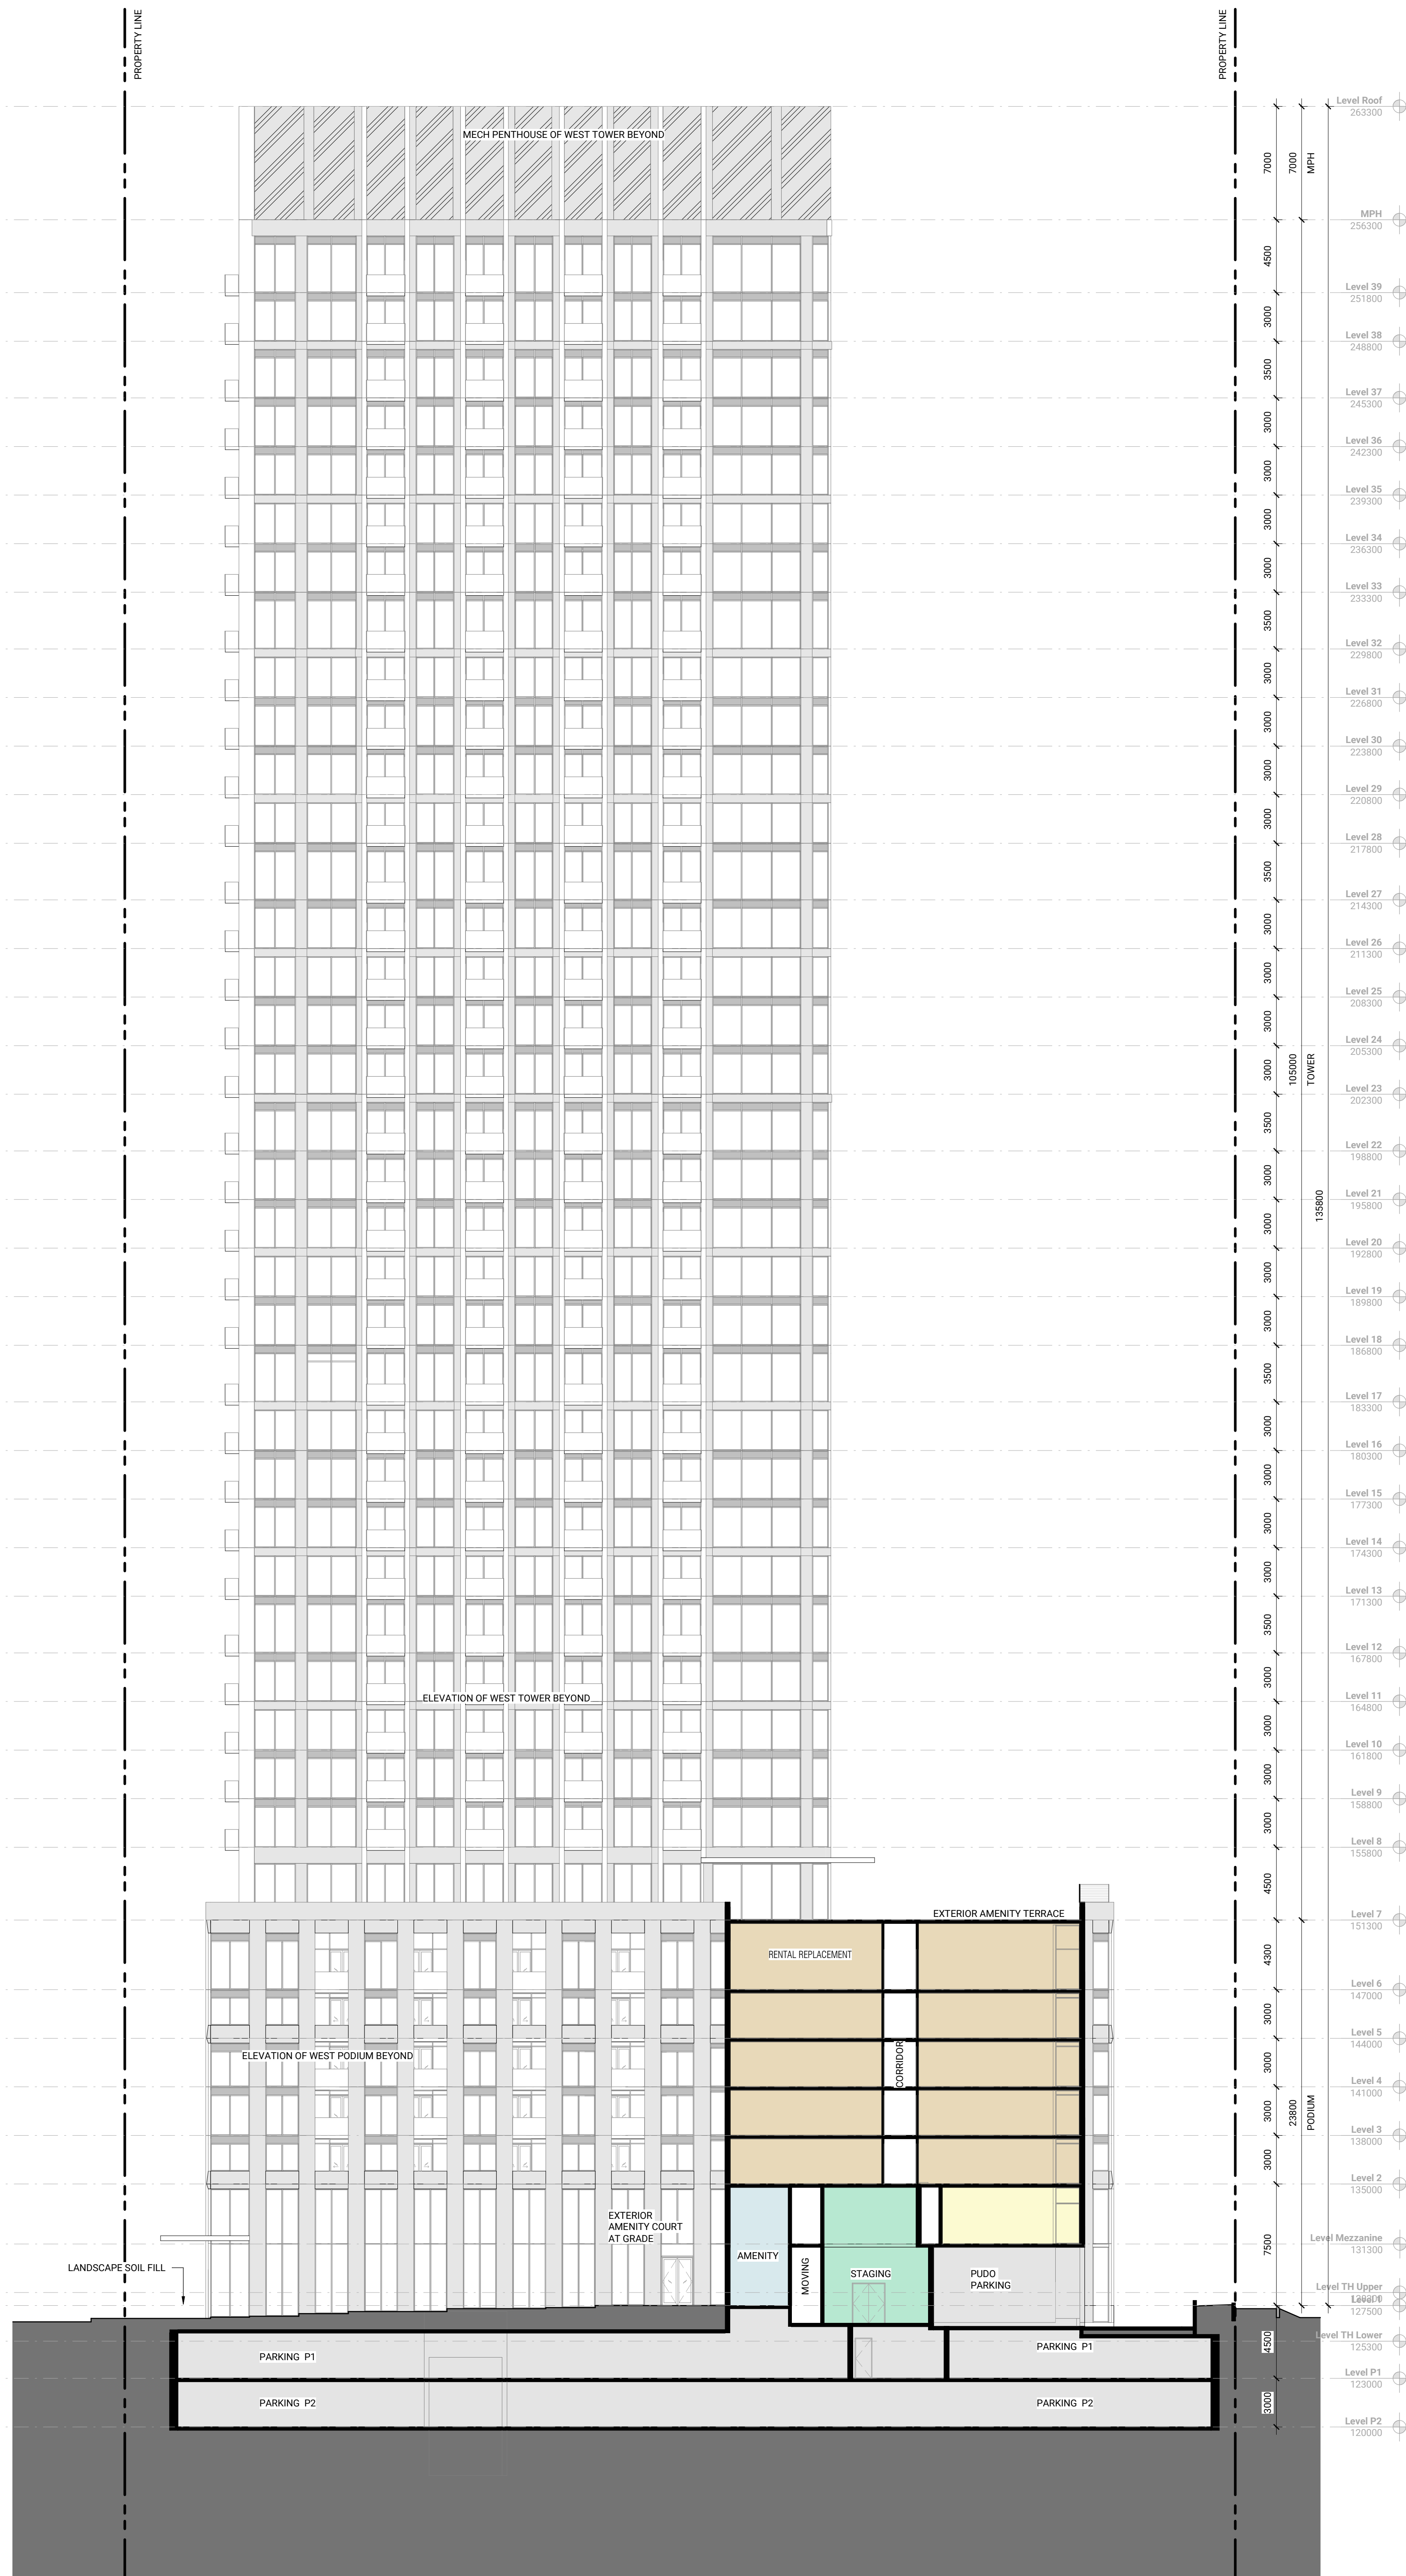 PROPERTY LINE
PROPERTY LINE
Level Roof
263300
MECH PENTHOUSE OF WEST TOWER BEYOND
7000
7000
MPH
MPH
256300
4500
Level 39
251800
3000
Level 38
248800
3500
Level 37
245300
3000
Level 36
242300
3000
Level 35
239300
3000
Level 34
236300
3000
Level 33
233300
3500
Level 32
229800
3000
Level 31
226800
3000
Level 30
223800
3000
Level 29
220800
3000
Level 28
217800
3500
Level 27
214300
3000
Level 26
211300
3000
Level 25
208300
3000
Level 24
205300
3000
105000
TOWER
Level 23
202300
3500
Level 22
198800
3000
Level 21
195800
135800
3000
Level 20
192800
3000
Level 19
189800
3000
Level 18
186800
3500
Level 17
183300
3000
Level 16
180300
3000
Level 15
177300
3000
Level 14
174300
3000
Level 13
171300
3500
Level 12
167800
3000
ELEVATION OF WEST TOWER BEYOND
Level 11
164800
3000
Level 10
161800
3000
Level 9
158800
3000
Level 8
155800
4500
EXTERIOR AMENITY TERRACE
Level 7
151300
RENTAL REPLACEMENT
4300
Level 6
147000
3000
Level 5
144000
ELEVATION OF WEST PODIUM BEYOND
CORRIDOR
3000
Level 4
141000
3000
23800
PODIUM
Level 3
138000
3000
Level 2
135000
EXTERIOR
AMENITY COURT
AT GRADE
7500
Level Mezzanine
131300
AMENITY
LANDSCAPE SOIL FILL
MOVING
STAGING
PUDO
PARKING
Level TH Upper
127500
Level TH Lower
125300
4500
PARKING P1
PARKING P1
Level P1
123000
PARKING P2
PARKING P2
3000
Level P2
120000